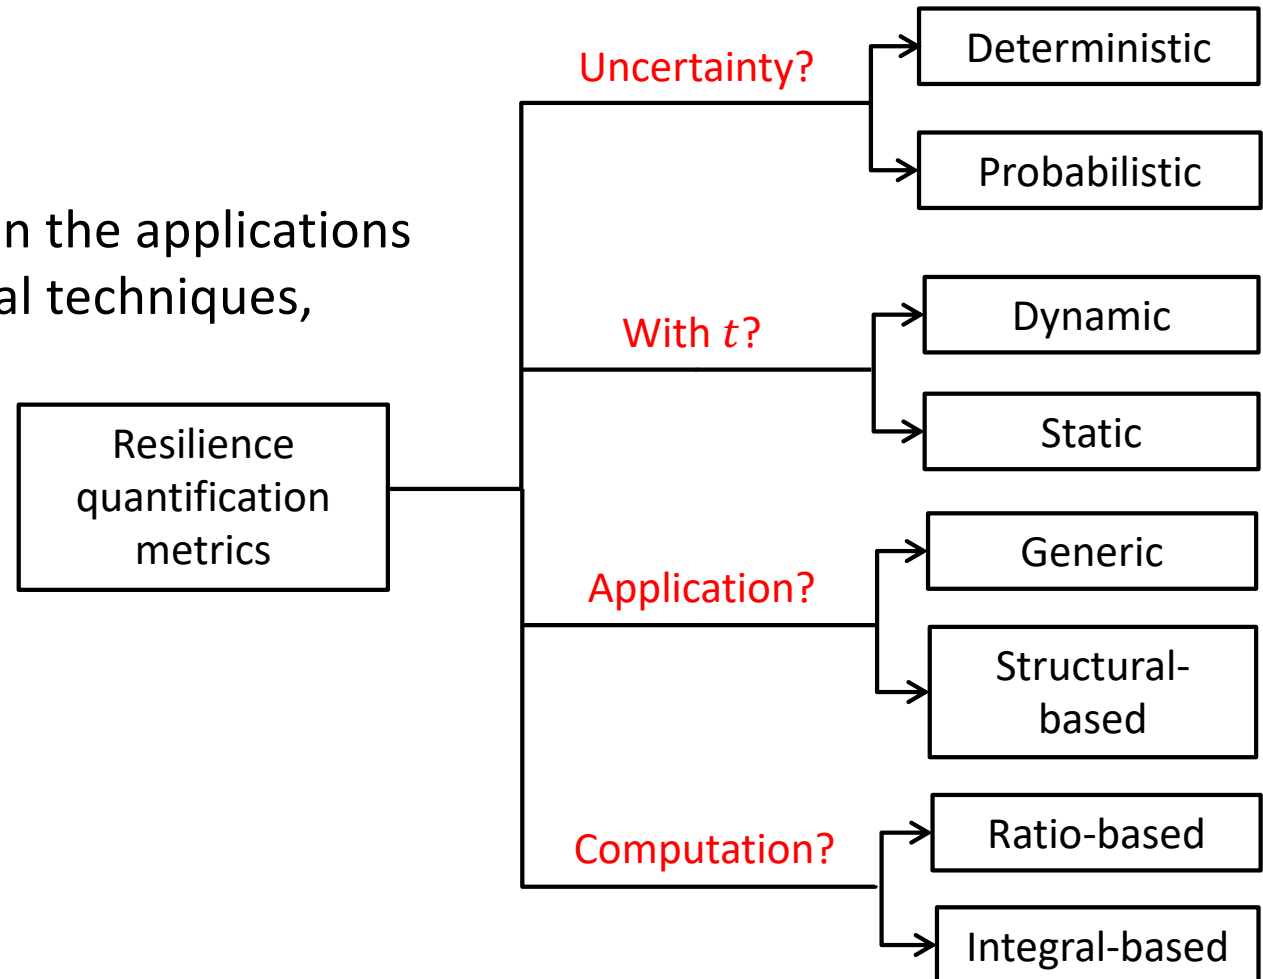 n the applications
al techniques,
Resilience
quantification
metrics
Uncertainty?
Deterministic
Probabilistic
With t?
Dynamic
Static
Application?
Generic
Structural-
based
Computation?
Ratio-based
Integral-based